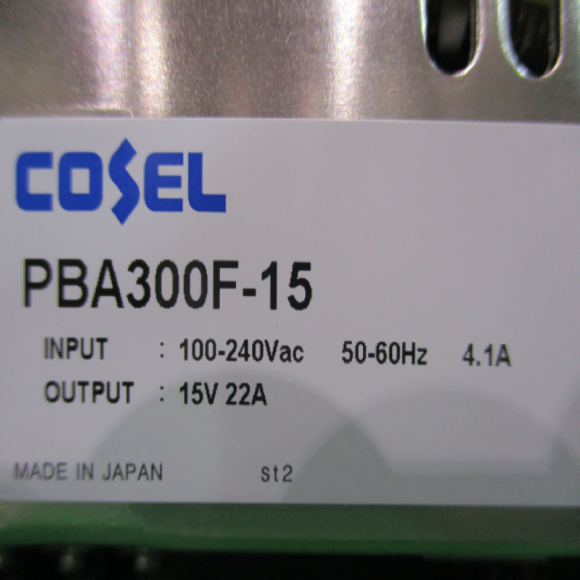 COSEL
PBA300F-15
INPUT : 100-240Vac 50-60Hz 4.1A
OUTPUT : 15V 22A
MADE IN JAPAN st2